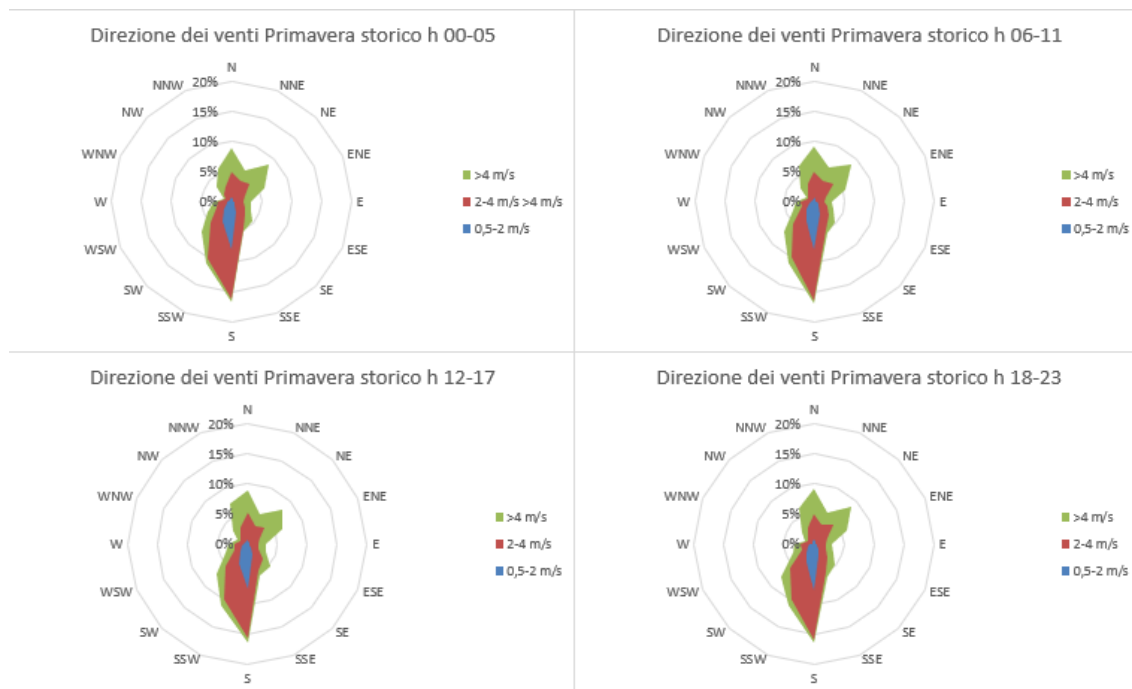 Direzione dei venti Primavera storico h 00-05
N
NNE
NE
ENE
E
ESE
SE
SSE
S
SSW
SW
WSW
W
WNW
NW
NNW
20%
15%
10%
5%
0%
>4 m/s
2-4 m/s >4 m/s
0,5-2 m/s
Direzione dei venti Primavera storico h 06-11
N
NNE
NE
ENE
E
ESE
SE
SSE
S
SSW
SW
WSW
W
WNW
NW
NNW
20%
15%
10%
5%
0%
>4 m/s
2-4 m/s
0,5-2 m/s
Direzione dei venti Primavera storico h 12-17
N
NNE
NE
ENE
E
ESE
SE
SSE
S
SSW
SW
WSW
W
WNW
NW
NNW
20%
15%
10%
5%
0%
>4 m/s
2-4 m/s
0,5-2 m/s
Direzione dei venti Primavera storico h 18-23
N
NNE
NE
ENE
E
ESE
SE
SSE
S
SSW
SW
WSW
W
WNW
NW
NNW
20%
15%
10%
5%
0%
>4 m/s
2-4 m/s
0,5-2 m/s